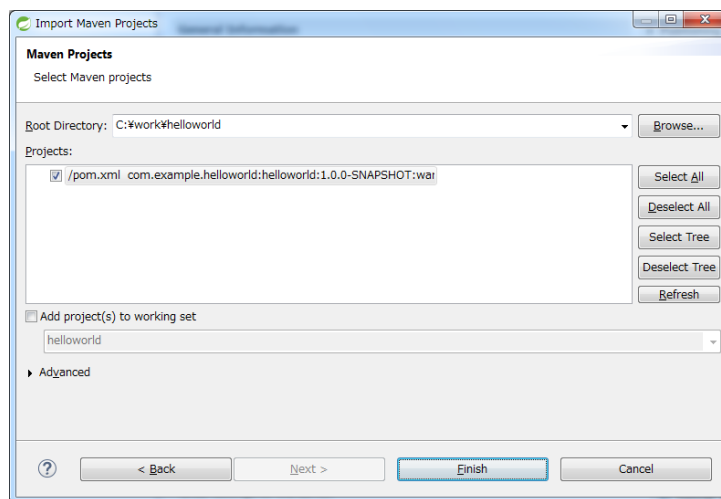 Import Maven Projects
General Information
Maven Projects
Select Maven projects
Root Directory: C:¥work¥helloworld Browse...
Projects:
/pom.xml com.example.helloworld:helloworld:1.0.0-SNAPSHOT:war
Select All
Deselect All
Select Tree
Deselect Tree
Refresh
Add project(s) to working set
helloworld
Advanced
? < Back Next > Finish Cancel